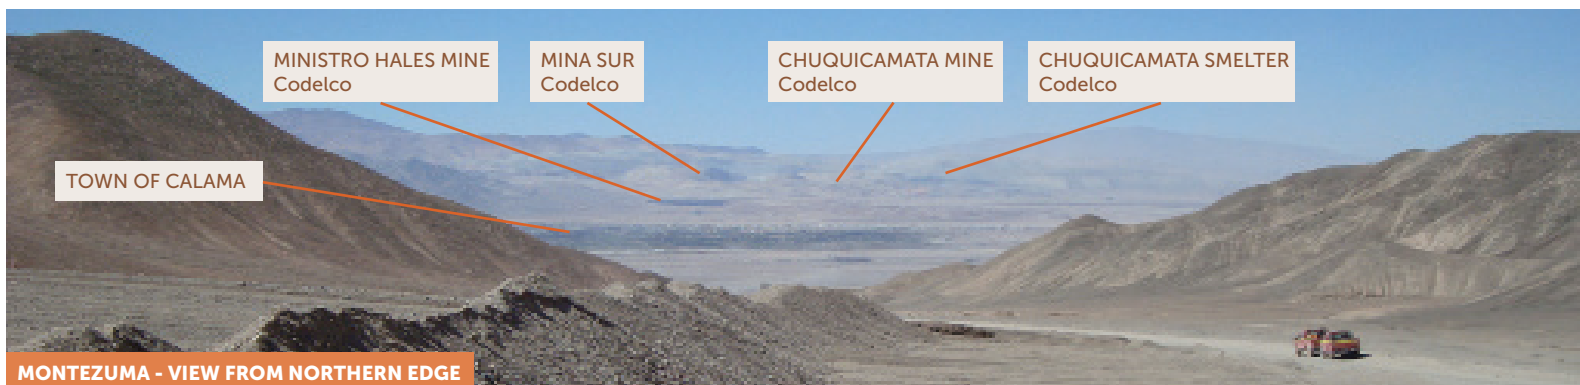 MINISTRO HALES MINE
Codelco
MINA SUR
Codelco
CHUQUICAMATA MINE
Codelco
CHUQUICAMATA SMELTER
Codelco
TOWN OF CALAMA
MONTEZUMA - VIEW FROM NORTHERN EDGE